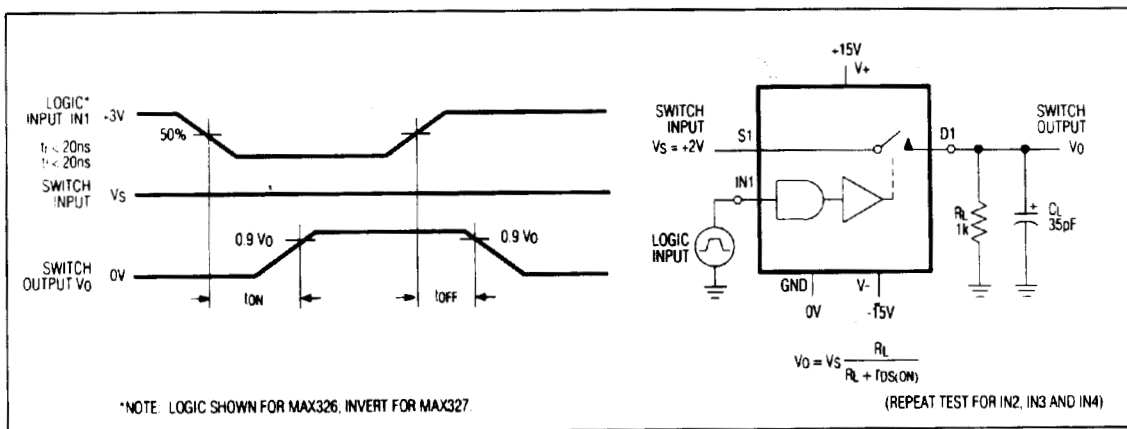 LOGIC*
INPUT IN1
+3V
50%
tr < 20ns
tf < 20ns
SWITCH
INPUT
VS
0.9 VO
0.9 VO
SWITCH
OUTPUT VO
0V
tON
tOFF
*NOTE: LOGIC SHOWN FOR MAX326, INVERT FOR MAX327.
+15V
V+
SWITCH
INPUT
VS = +2V
S1
D1
SWITCH
OUTPUT
VO
IN1
LOGIC
INPUT
RL
1k
+
CL
35pF
GND
0V
V-
-15V
VO = VS RL / RL + rDS(ON)
(REPEAT TEST FOR IN2, IN3 AND IN4)